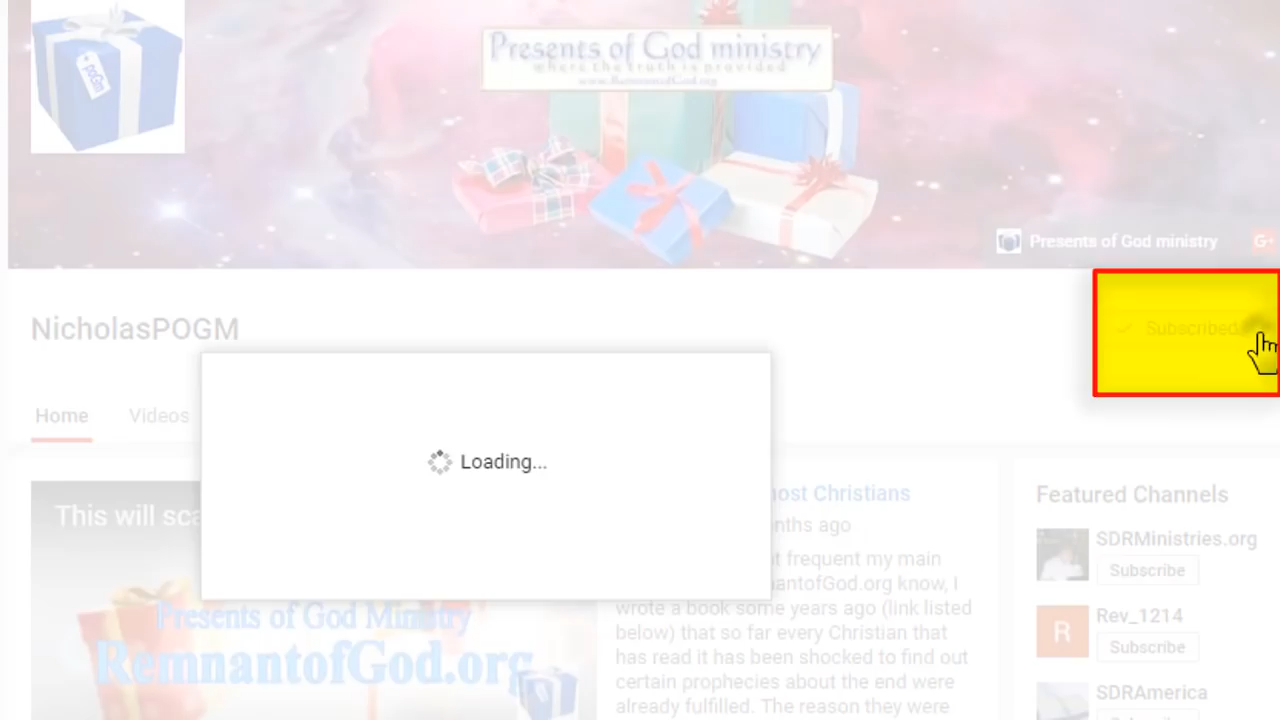 POGM
Presents of God ministry
where the truth is provided
www.RemnantofGod.org
Presents of God ministry
G+
NicholasPOGM
Subscribed
Home
Videos
Loading...
This will sca
Presents of God Ministry
RemnantofGod.org
most Christians
nths ago
t frequent my main
nantofGod.org know, I
wrote a book some years ago (link listed
below) that so far every Christian that
has read it has been shocked to find out
certain prophecies about the end were
already fulfilled. The reason they were
Featured Channels
SDRMinistries.org
Subscribe
R
Rev_1214
Subscribe
SDRAmerica